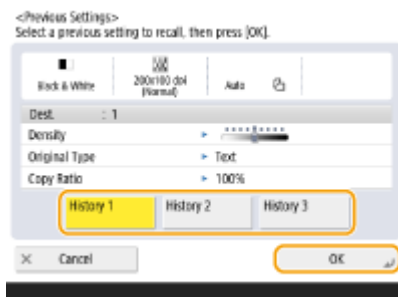 <Previous Settings>
Select a previous setting to recall, then press [OK].
Black & White
200x100 dpi
(Normal)
Auto
Dest. : 1
Density
Original Type ► Text
Copy Ratio ► 100%
History 1 History 2 History 3
× Cancel OK